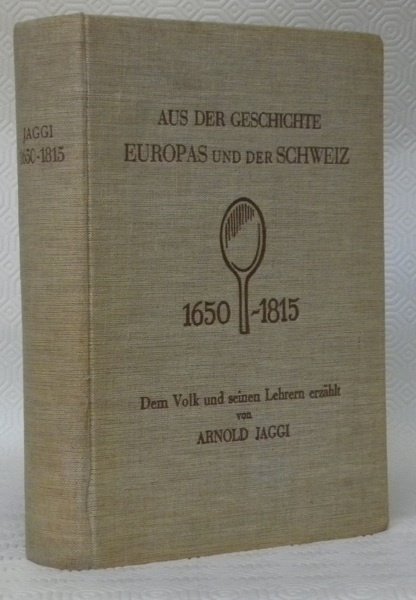 JAGGI
1650-1815
AUS DER GESCHICHTE
EUROPAS UND DER SCHWEIZ
1650-1815
Dem Volk und seinen Lehrern erzählt
von
ARNOLD JAGGI